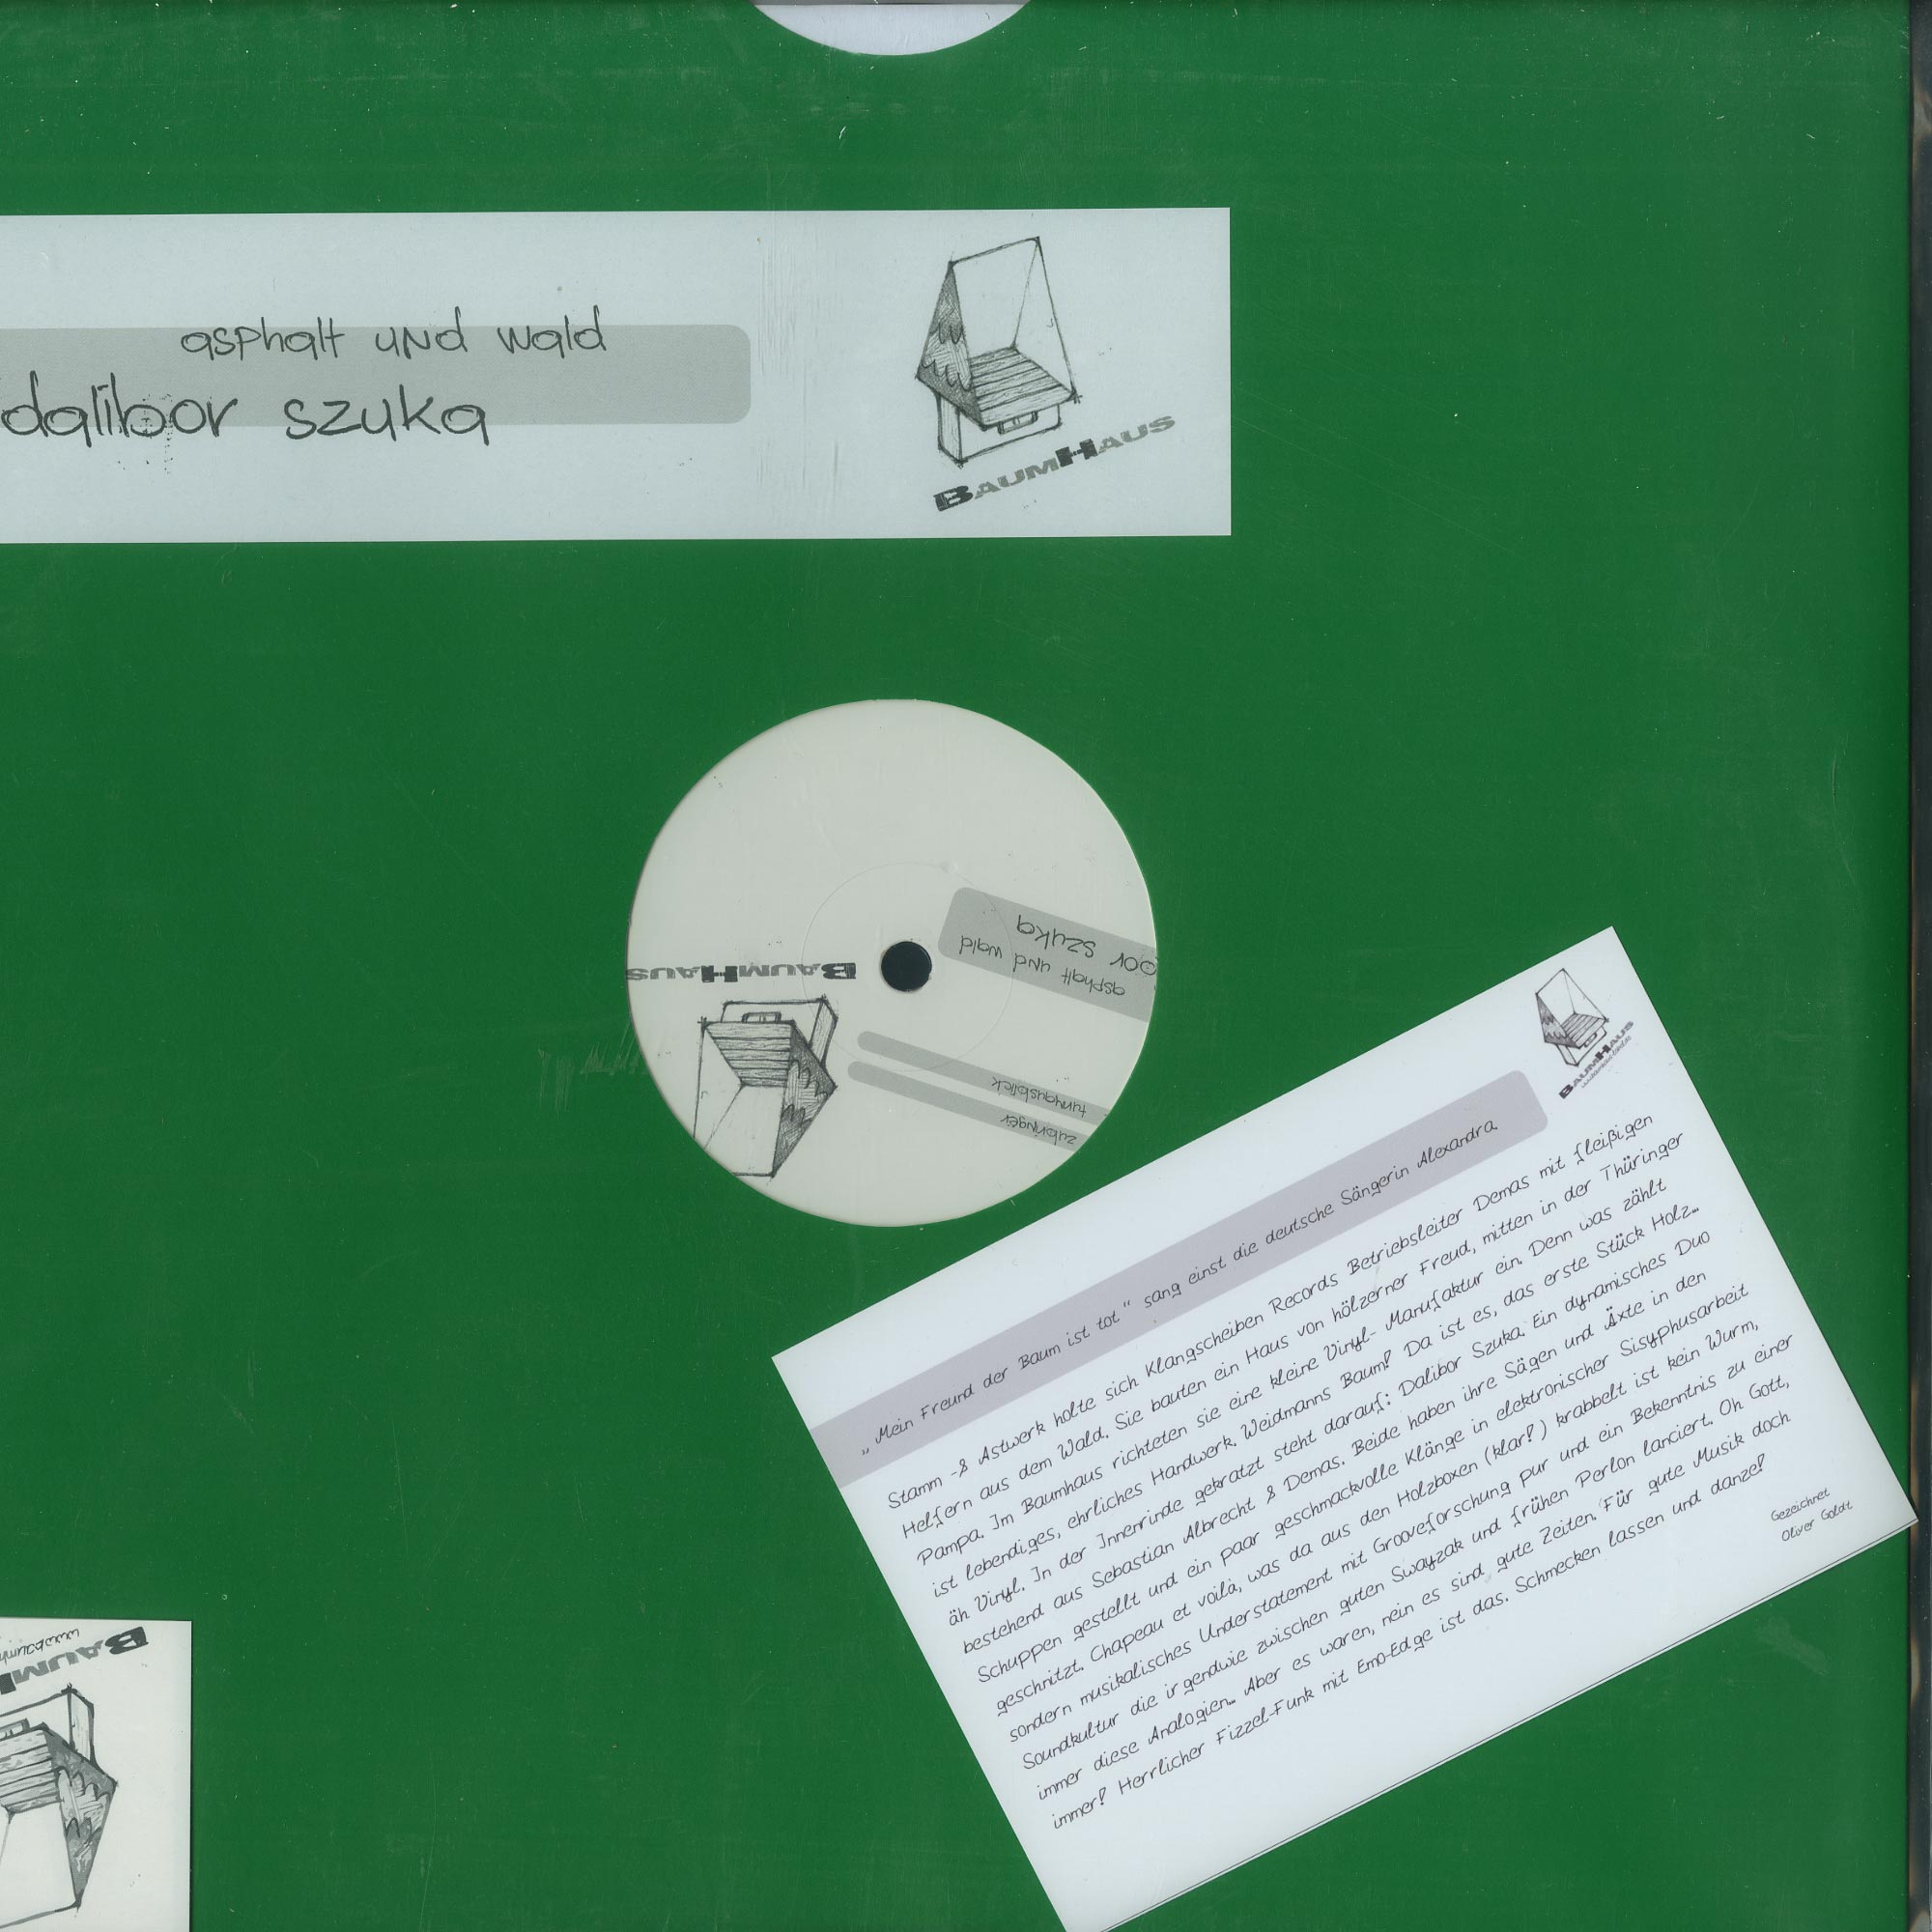 asphalt und wald
dalibor szuka
BAUMHAUS
oor szuka
asphalt und wald
BAUMHAUS
tunyausblick
zubringer
BAUMHAUS
„Mein Freund der Baum ist tot“ sang einst die deutsche Sängerin Alexandra.
Stamm -& Astwerk holte sich Klangscheiben Records Betriebsleiter Demas mit fleißigen
Helfern aus dem Wald. Sie bauten ein Haus von hölzerner Freud, mitten in der Thüringer
Pampa. Im Baumhaus richteten sie eine kleine Vinyl- Manufaktur ein. Denn was zählt
ist lebendiges, ehrliches Handwerk. Weidmanns Baum! Da ist es, das erste Stück Holz...
äh Vinyl. In der Innenrinde gekratzt steht darauf: Dalibor Szuka. Ein dynamisches Duo
bestehend aus Sebastian Albrecht & Demas. Beide haben ihre Sägen und Äxte in den
Schuppen gestellt und ein paar geschmackvolle Klänge in elektronischer Sisyphusarbeit
geschnitzt. Chapeau et voilà, was da aus den Holzboxen (klar!) krabbelt ist kein Wurm,
sondern musikalisches Understatement mit Grooveforschung pur und ein Bekenntnis zu einer
Soundkultur die irgendwie zwischen guten Swayzak und frühen Perlon lanciert. Oh Gott,
immer diese Analogien... Aber es waren, nein es sind gute Zeiten. Für gute Musik doch
immer! Herrlicher Fizzel-Funk mit Emo-Edge ist das. Schmecken lassen und danze!
Gezeichnet
Oliver Goldt